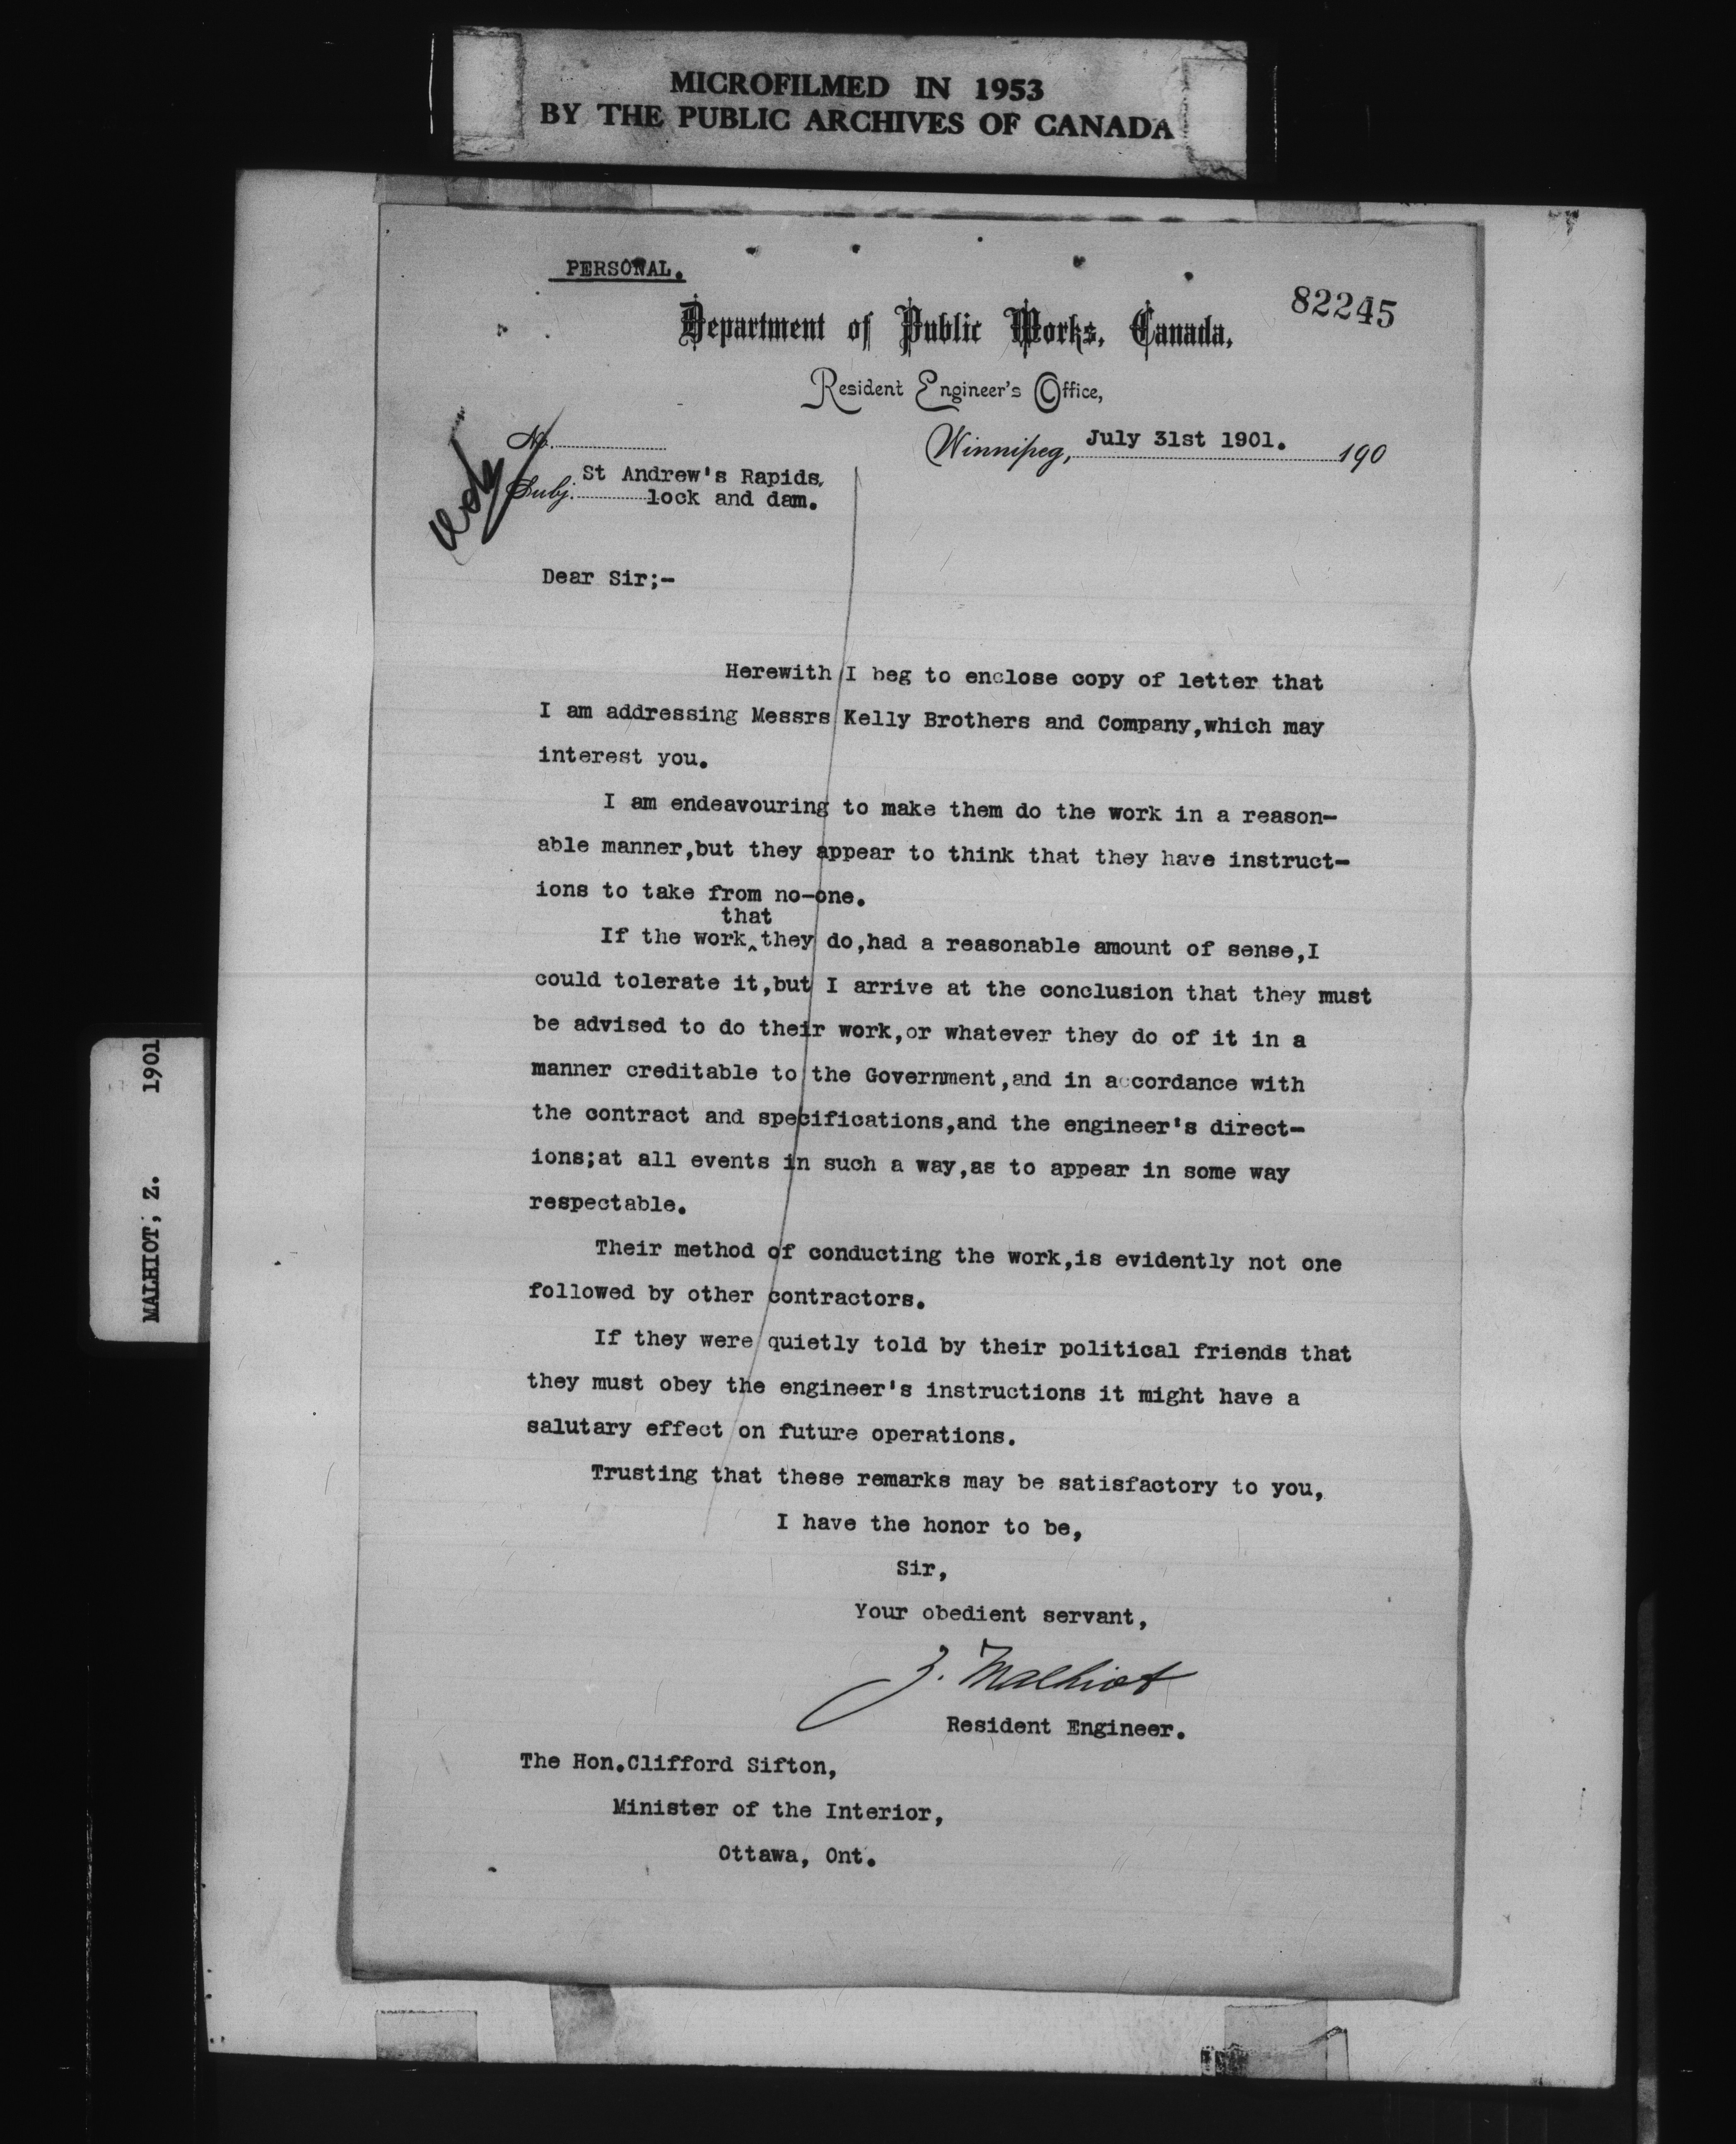 MICROFILMED IN 1953
BY THE PUBLIC ARCHIVES OF CANADA
PERSONAL.
82245
Department of Public Works, Canada,
Resident Engineer's Office,
No.
Winnipeg, July 31st 1901. 190
Subj. St Andrew's Rapids,
lock and dam.
Dear Sir;-
Herewith I beg to enclose copy of letter that
I am addressing Messrs Kelly Brothers and Company,which may
interest you.
I am endeavouring to make them do the work in a reason-
able manner,but they appear to think that they have instruct-
ions to take from no-one.
that
If the work‸they do,had a reasonable amount of sense,I
could tolerate it,but I arrive at the conclusion that they must
be advised to do their work,or whatever they do of it in a
manner creditable to the Government,and in accordance with
the contract and specifications,and the engineer's direct-
ions;at all events in such a way,as to appear in some way
respectable.
Their method of conducting the work,is evidently not one
followed by other contractors.
If they were quietly told by their political friends that
they must obey the engineer's instructions it might have a
salutary effect on future operations.
Trusting that these remarks may be satisfactory to you,
I have the honor to be,
Sir,
Your obedient servant,
Z. Malhiot
Resident Engineer.
The Hon.Clifford Sifton,
Minister of the Interior,
Ottawa, Ont.
MALHIOT, Z. 1901